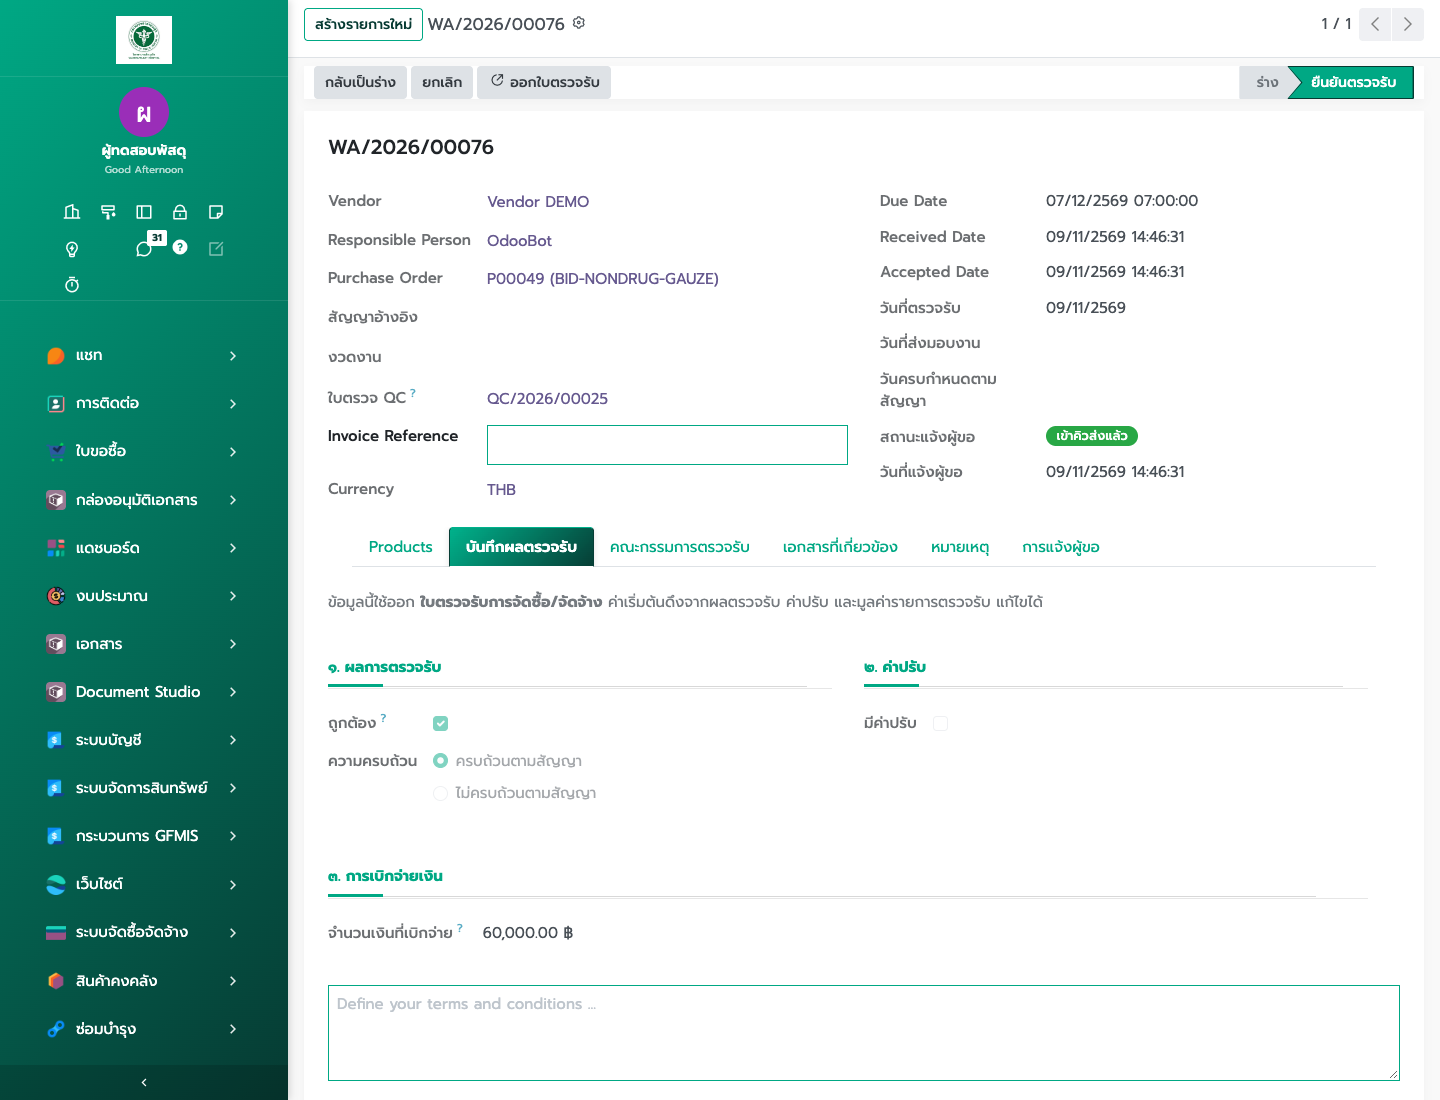 สร้างรายการใหม่ WA/2026/00076 1 / 1
กลับเป็นร่าง ยกเลิก ออกใบตรวจรับ ร่าง ยืนยันตรวจรับ
ผ
ผู้ทดสอบพัสดุ
Good Afternoon
31
?
แชท
การติดต่อ
ใบขอซื้อ
กล่องอนุมัติเอกสาร
แดชบอร์ด
งบประมาณ
เอกสาร
Document Studio
ระบบบัญชี
ระบบจัดการสินทรัพย์
กระบวนการ GFMIS
เว็บไซต์
ระบบจัดซื้อจัดจ้าง
สินค้าคงคลัง
ซ่อมบำรุง
WA/2026/00076
Vendor Vendor DEMO
Responsible Person OdooBot
Purchase Order P00049 (BID-NONDRUG-GAUZE)
สัญญาอ้างอิง
งวดงาน
ใบตรวจ QC ? QC/2026/00025
Invoice Reference
Currency THB
Due Date 07/12/2569 07:00:00
Received Date 09/11/2569 14:46:31
Accepted Date 09/11/2569 14:46:31
วันที่ตรวจรับ 09/11/2569
วันที่ส่งมอบงาน
วันครบกำหนดตาม
สัญญา
สถานะแจ้งผู้ขอ เข้าคิวส่งแล้ว
วันที่แจ้งผู้ขอ 09/11/2569 14:46:31
Products บันทึกผลตรวจรับ คณะกรรมการตรวจรับ เอกสารที่เกี่ยวข้อง หมายเหตุ การแจ้งผู้ขอ
ข้อมูลนี้ใช้ออก ใบตรวจรับการจัดซื้อ/จัดจ้าง ค่าเริ่มต้นดึงจากผลตรวจรับ ค่าปรับ และมูลค่ารายการตรวจรับ แก้ไขได้
๑. ผลการตรวจรับ
ถูกต้อง ?
ความครบถ้วน ครบถ้วนตามสัญญา
ไม่ครบถ้วนตามสัญญา
๒. ค่าปรับ
มีค่าปรับ
๓. การเบิกจ่ายเงิน
จำนวนเงินที่เบิกจ่าย ? 60,000.00 ฿
Define your terms and conditions ...